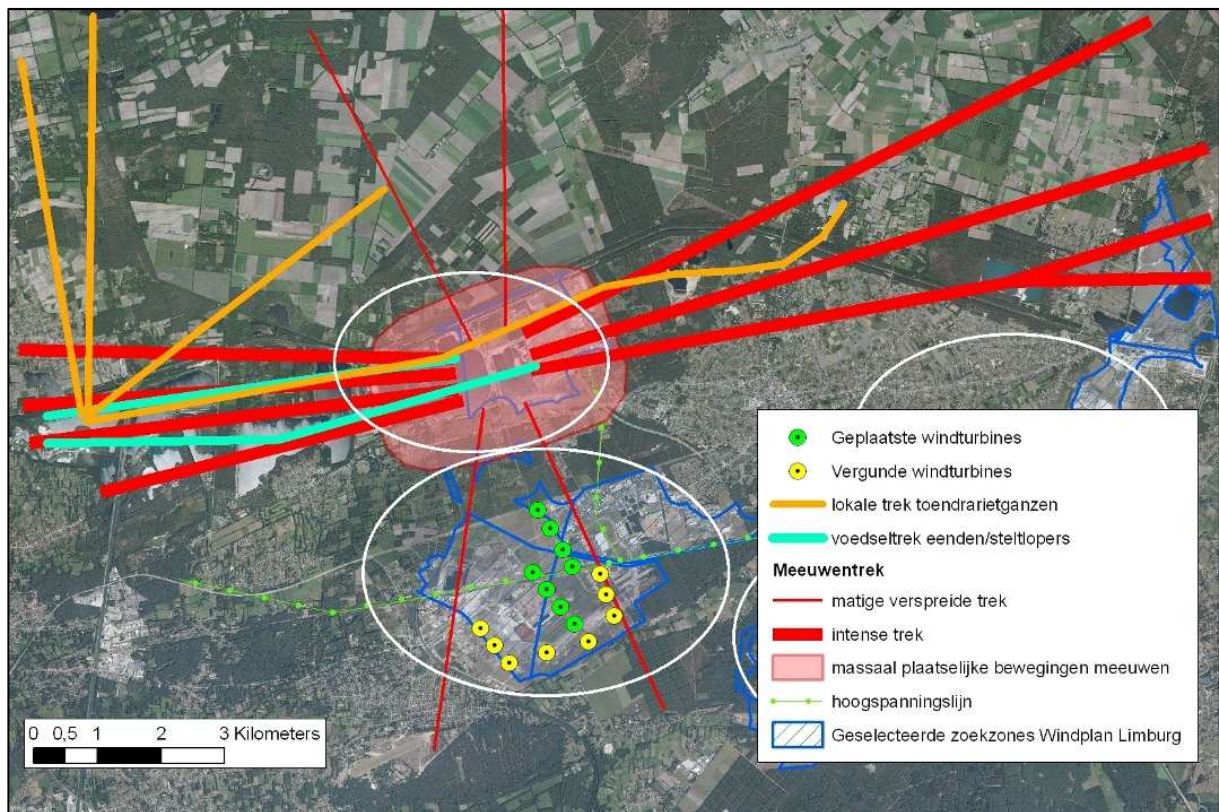 Geplaatste windturbines
Vergunde windturbines
lokale trek toendrarietganzen
voedseltrek eenden/steltlopers
Meeuwentrek
matige verspreide trek
intense trek
massaal plaatselijke bewegingen meeuwen
hoogspanningslijn
Geselecteerde zoekzones Windplan Limburg
0 0,5 1 2 3 Kilometers